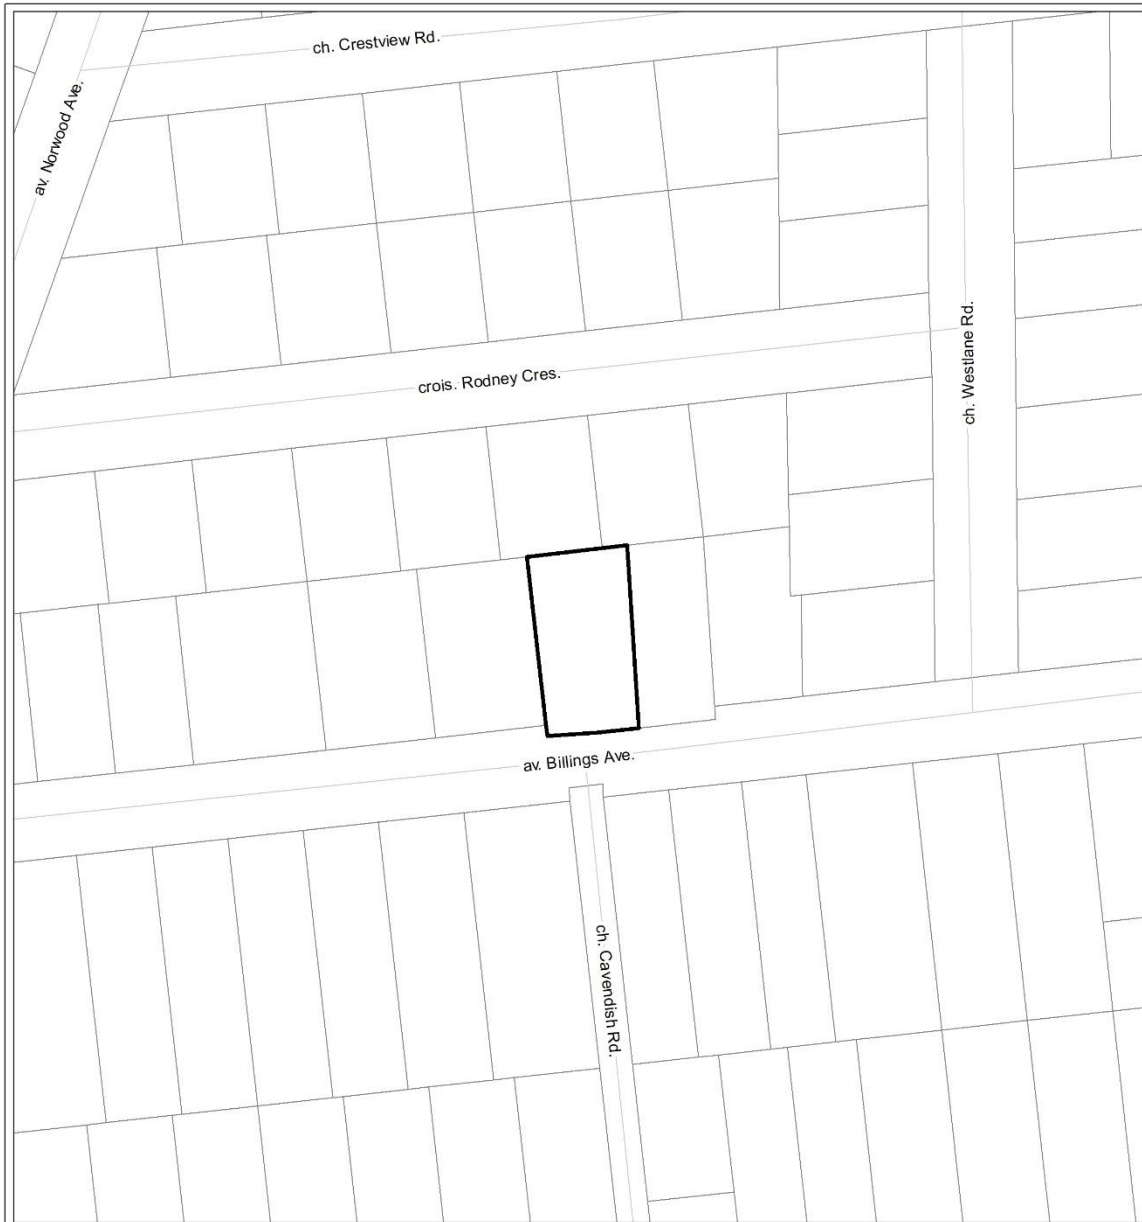 ch. Crestview Rd.
av. Norwood Ave.
ch. Westlane Rd.
crois. Rodney Cres.
av. Billings Ave.
ch. Cavendish Rd.